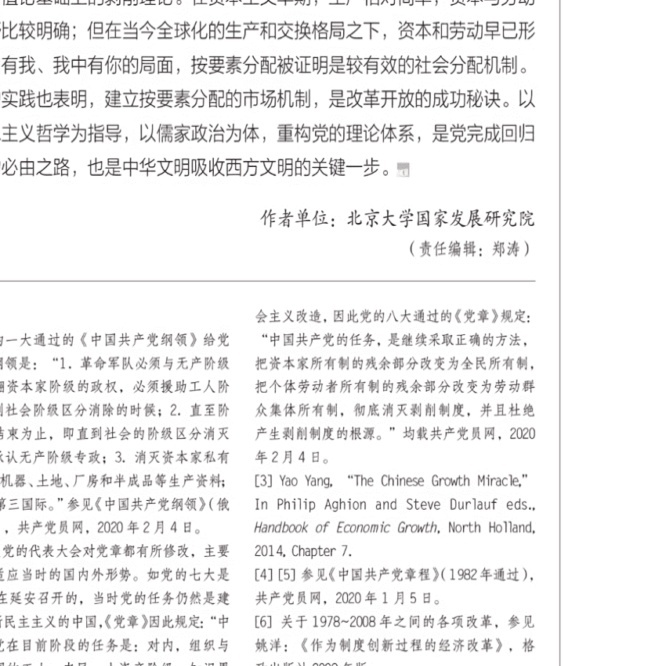 比较明确；但在当今全球化的生产和交换格局之下，资本和劳动早已形
有我、我中有你的局面，按要素分配被证明是较有效的社会分配机制。
实践也表明，建立按要素分配的市场机制，是改革开放的成功秘诀。以
主义哲学为指导，以儒家政治为体，重构党的理论体系，是党完成回归
必由之路，也是中华文明吸收西方文明的关键一步。
作者单位：北京大学国家发展研究院
（责任编辑：郑涛）
一大通过的《中国共产党纲领》给党
领是：“1. 革命军队必须与无产阶级
资本家阶级的政权，必须援助工人阶
到社会阶级区分消除的时候；2. 直至阶
结束为止，即直到社会的阶级区分消灭
承认无产阶级专政；3. 消灭资本家私有
机器、土地、厂房和半成品等生产资料；
第三国际。”参见《中国共产党纲领》（俄
，共产党员网，2020 年 2 月 4 日。
党的代表大会对党章都有所修改，主要
适应当时的国内外形势。如党的七大是
在延安召开的，当时党的任务仍然是建
新民主主义的中国，《党章》因此规定：“中
党在目前阶段的任务是：对内，组织与
会主义改造，因此党的八大通过的《党章》规定：
“中国共产党的任务，是继续采取正确的方法，
把资本家所有制的残余部分改变为全民所有制，
把个体劳动者所有制的残余部分改变为劳动群
众集体所有制，彻底消灭剥削制度，并且杜绝
产生剥削制度的根源。”均载共产党员网，2020
年 2 月 4 日。
[3] Yao Yang, “The Chinese Growth Miracle,”
In Philip Aghion and Steve Durlauf eds.,
Handbook of Economic Growth, North Holland,
2014, Chapter 7.
[4] [5] 参见《中国共产党章程》（1982 年通过），
共产党员网，2020 年 1 月 5 日。
[6] 关于 1978~2008 年之间的各项改革，参见
姚洋：《作为制度创新过程的经济改革》，格